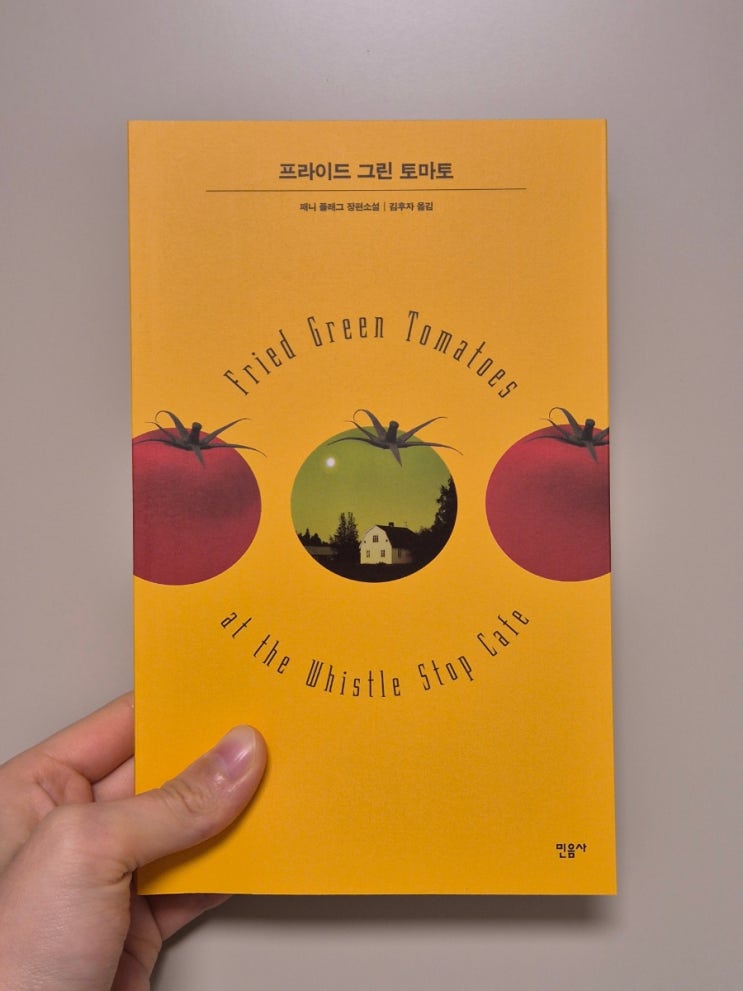 프라이드 그린 토마토
패니 플래그 장편소설 | 김후자 옮김
Fried Green Tomatoes
at the Whistle Stop Cafe
민음사